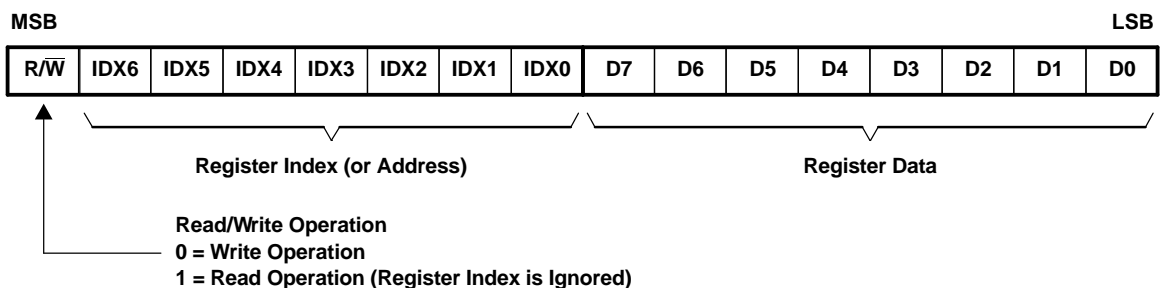 MSB LSB
R/W̅ IDX6 IDX5 IDX4 IDX3 IDX2 IDX1 IDX0 D7 D6 D5 D4 D3 D2 D1 D0
Register Index (or Address) Register Data
Read/Write Operation
0 = Write Operation
1 = Read Operation (Register Index is Ignored)